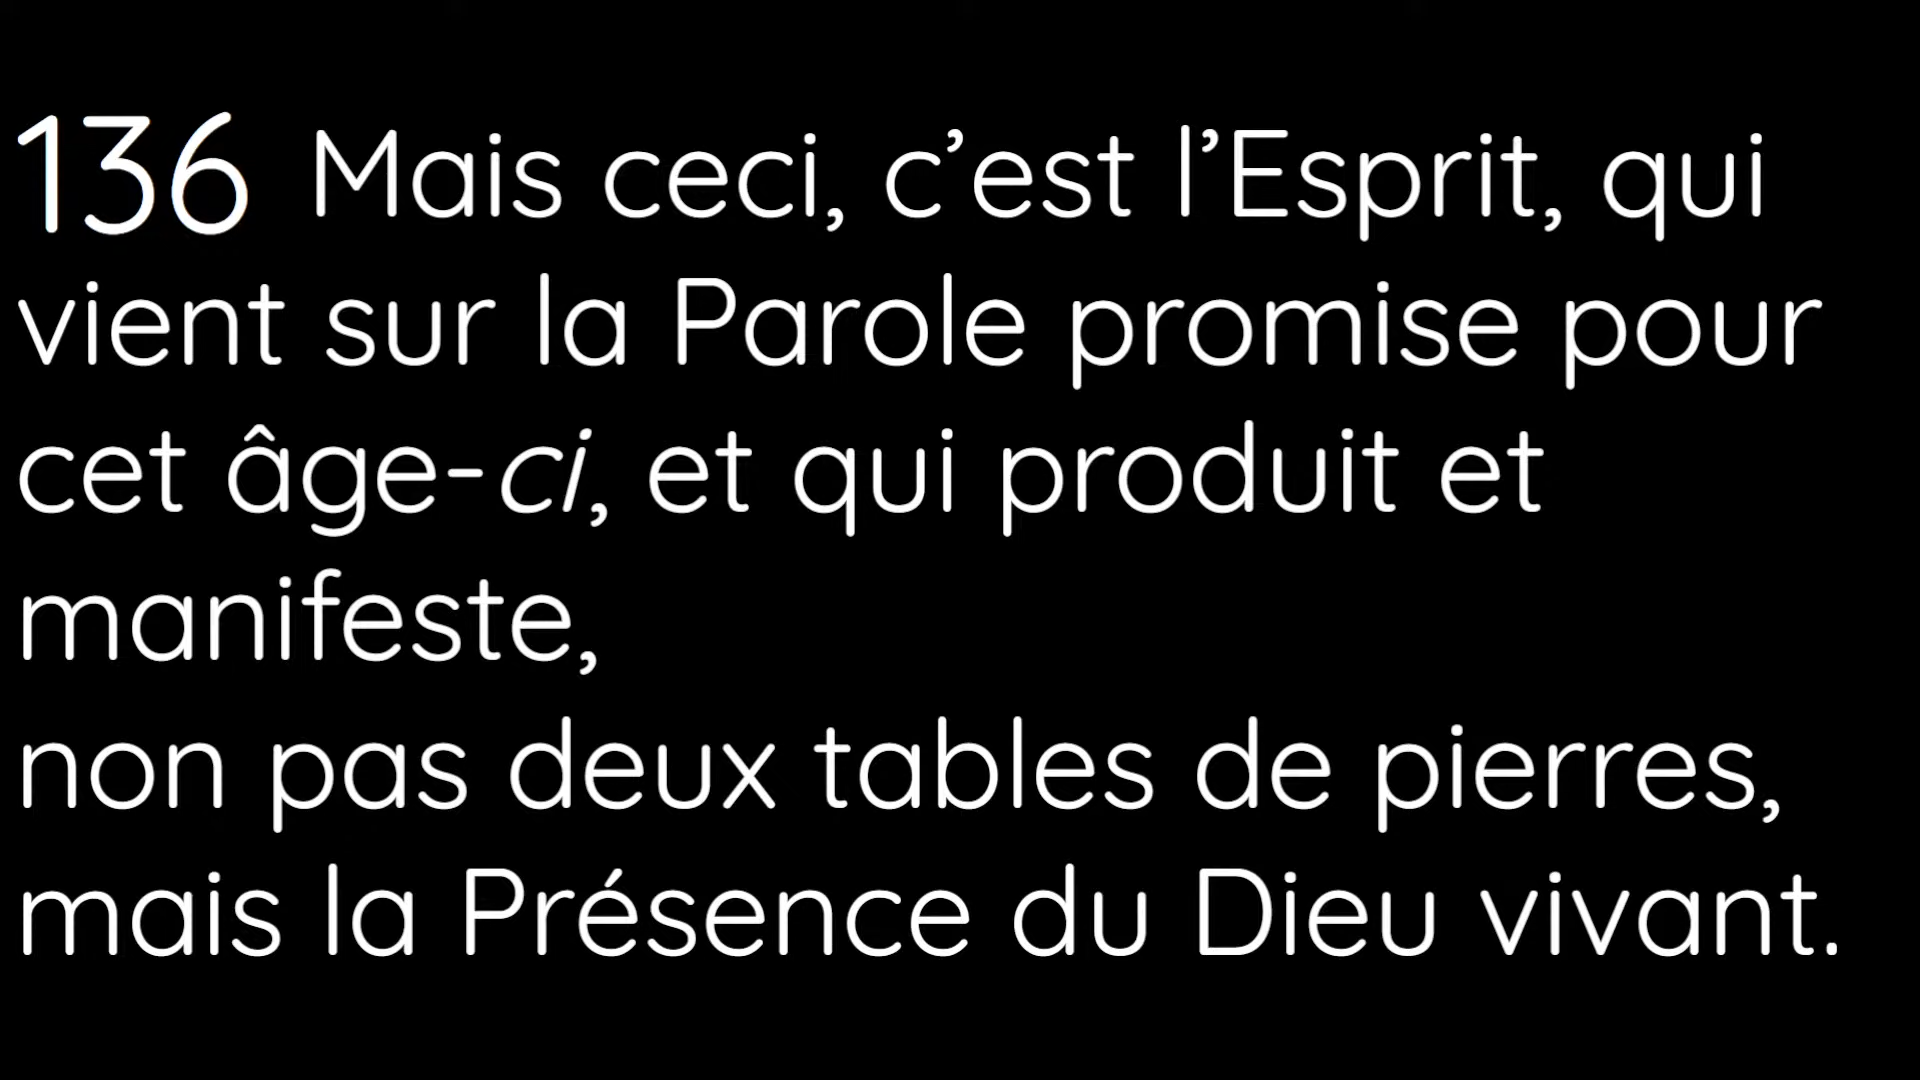 136 Mais ceci, c’est l’Esprit, qui
vient sur la Parole promise pour
cet âge-ci, et qui produit et
manifeste,
non pas deux tables de pierres,
mais la Présence du Dieu vivant.